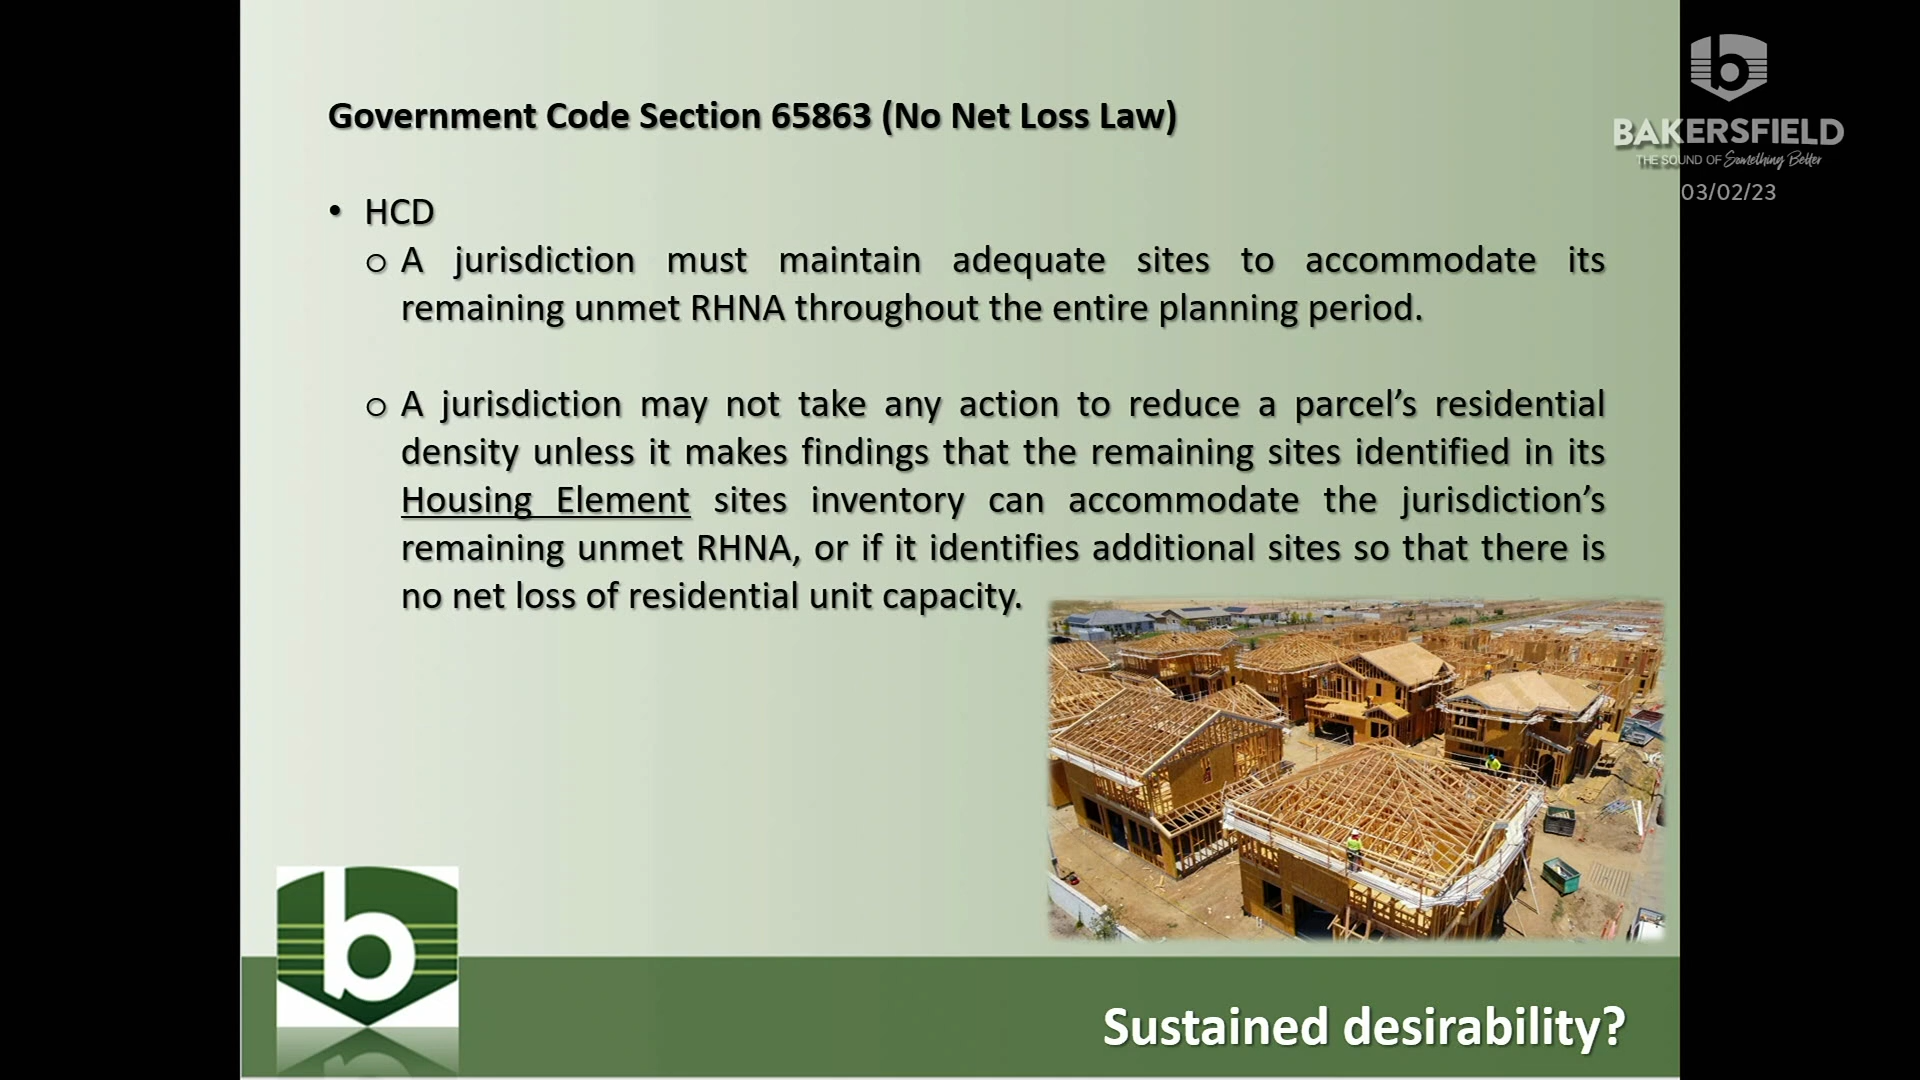 Government Code Section 65863 (No Net Loss Law)
• HCD
o A jurisdiction must maintain adequate sites to accommodate its
remaining unmet RHNA throughout the entire planning period.
o A jurisdiction may not take any action to reduce a parcel’s residential
density unless it makes findings that the remaining sites identified in its
Housing Element sites inventory can accommodate the jurisdiction’s
remaining unmet RHNA, or if it identifies additional sites so that there is
no net loss of residential unit capacity.
b
BAKERSFIELD
THE SOUND OF Something Better
03/02/23
b
Sustained desirability?